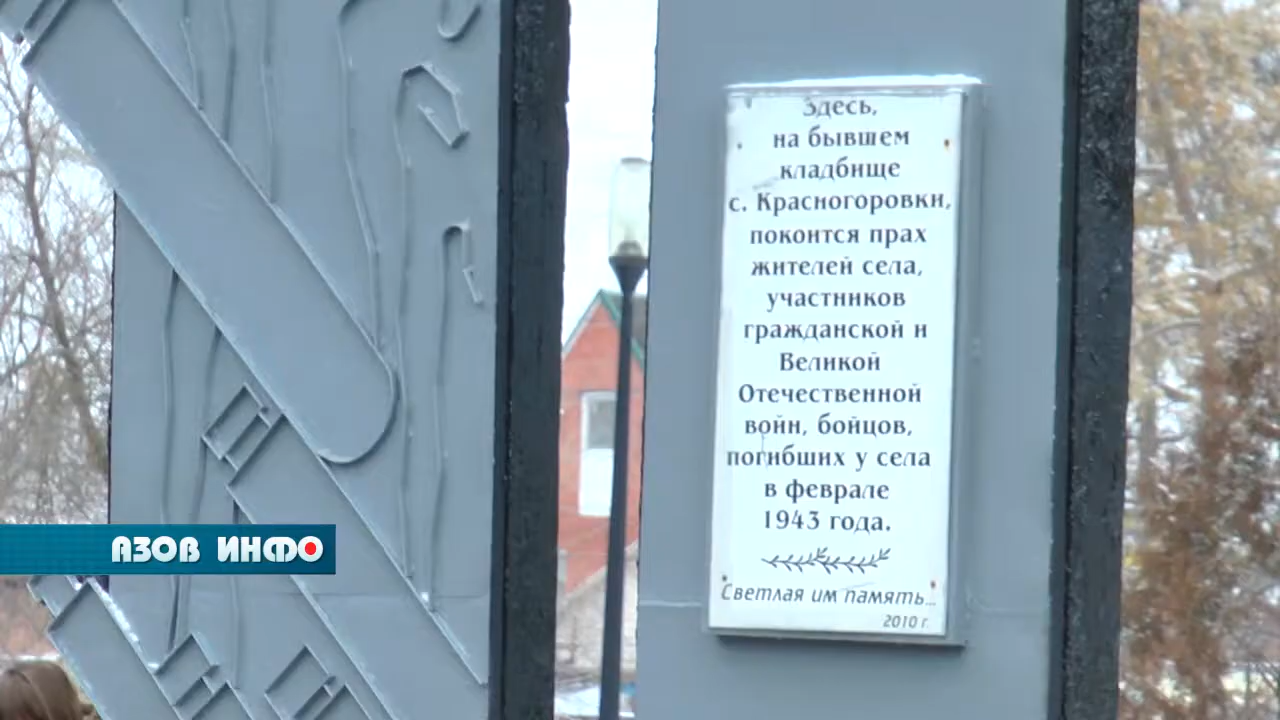 Здесь,
на бывшем
кладбище
с. Красногоровки,
покоится прах
жителей села,
участников
гражданской и
Великой
Отечественной
войн, бойцов,
погибших у села
в феврале
1943 года.
Светлая им память...
2010 г.
АЗОВ ИНФО